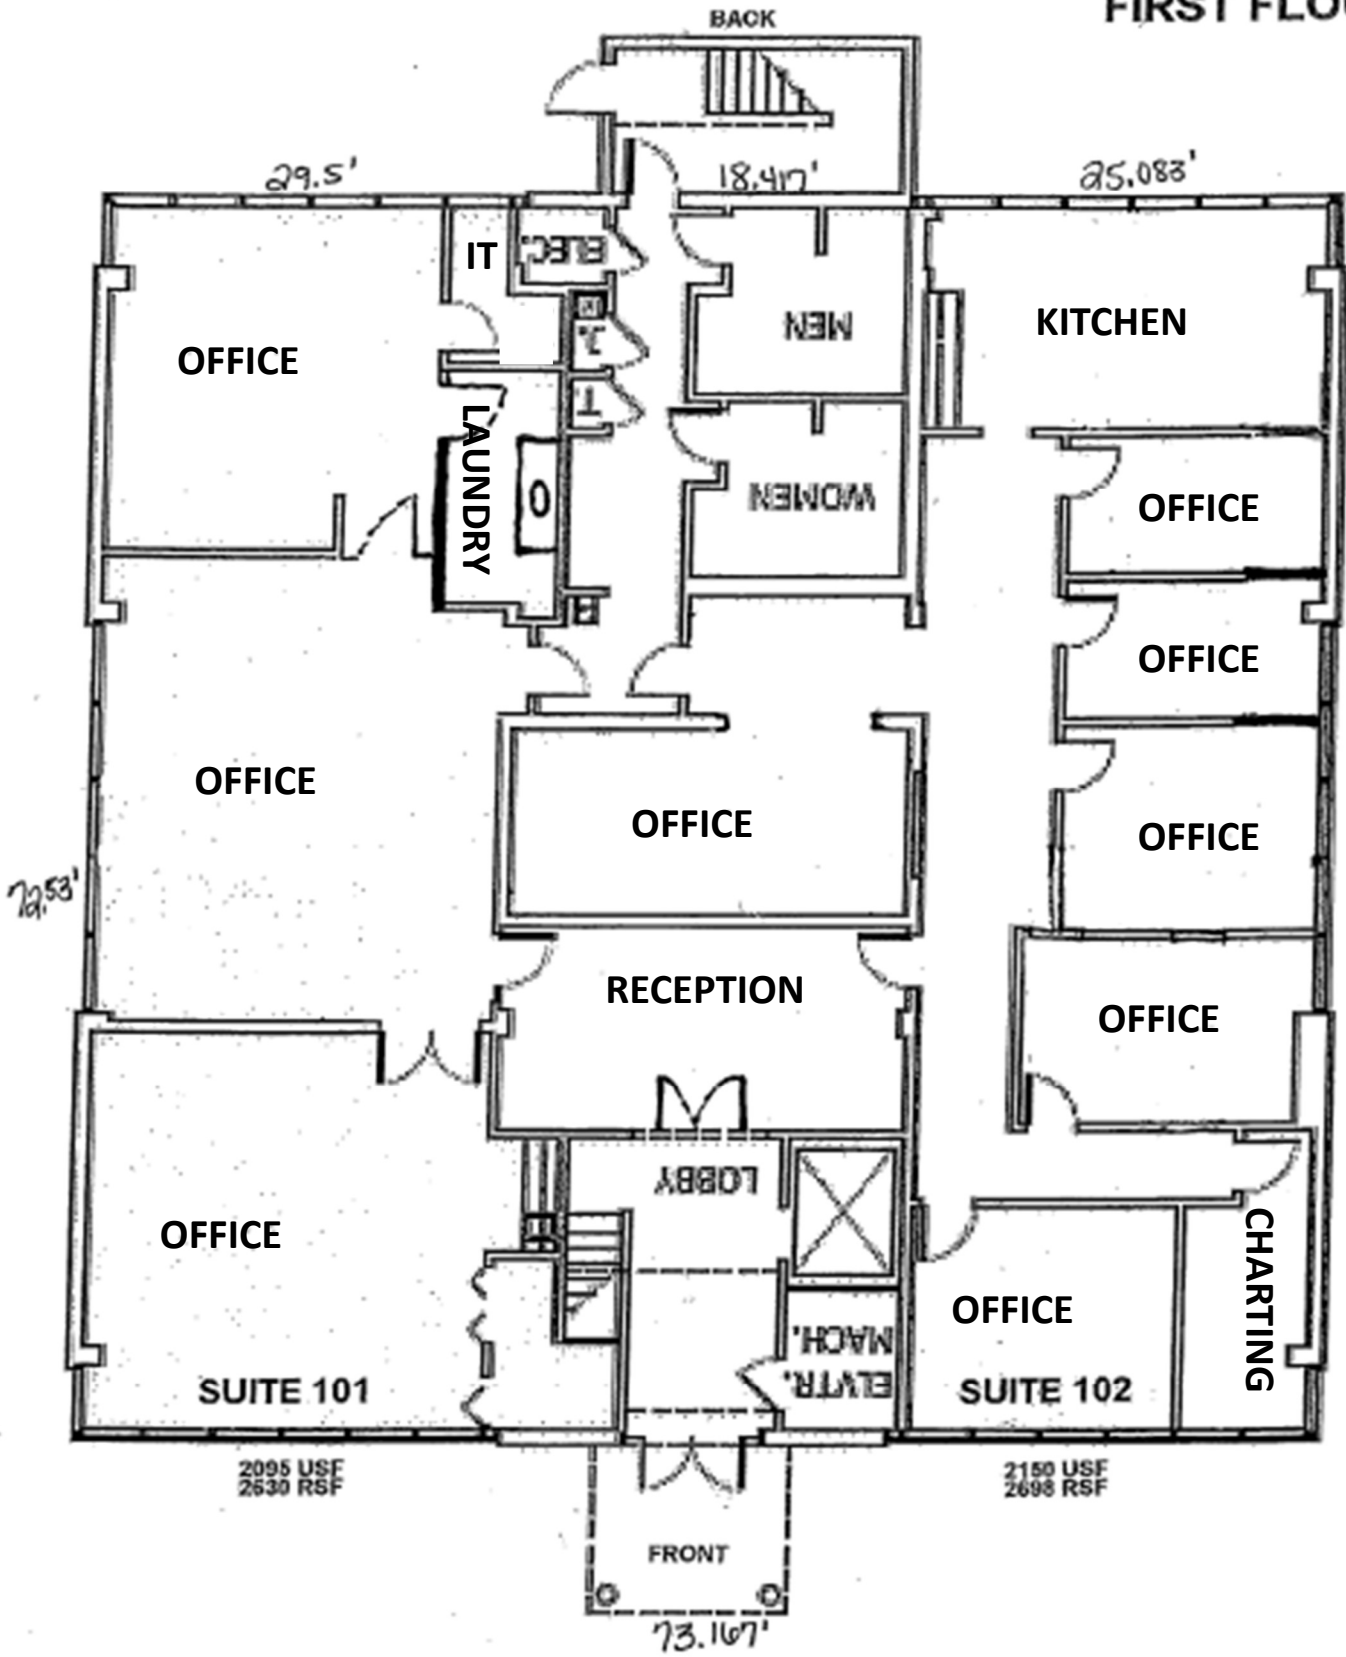 BACK
FIRST FLO
29.5'
18.417'
25.083'
IT
ELEC.
J.
T
MEN
KITCHEN
OFFICE
LAUNDRY
WOMEN
OFFICE
OFFICE
OFFICE
OFFICE
OFFICE
72.53'
RECEPTION
OFFICE
LOBBY
OFFICE
CHARTING
OFFICE
ELVTR.
MACH.
SUITE 101
SUITE 102
2095 USF
2630 RSF
2150 USF
2698 RSF
FRONT
73.167'